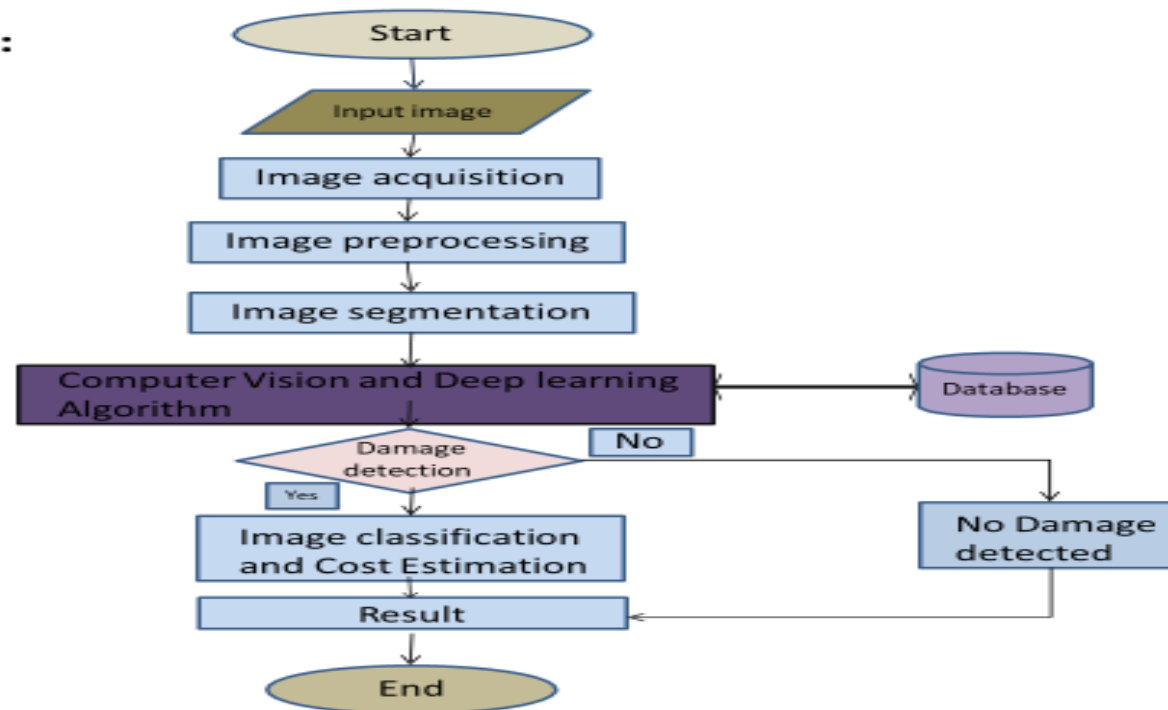 :
Start
Input image
Image acquisition
Image preprocessing
Image segmentation
Computer Vision and Deep learning
Algorithm
Database
Damage
detection
No
Yes
Image classification
and Cost Estimation
No Damage
detected
Result
End